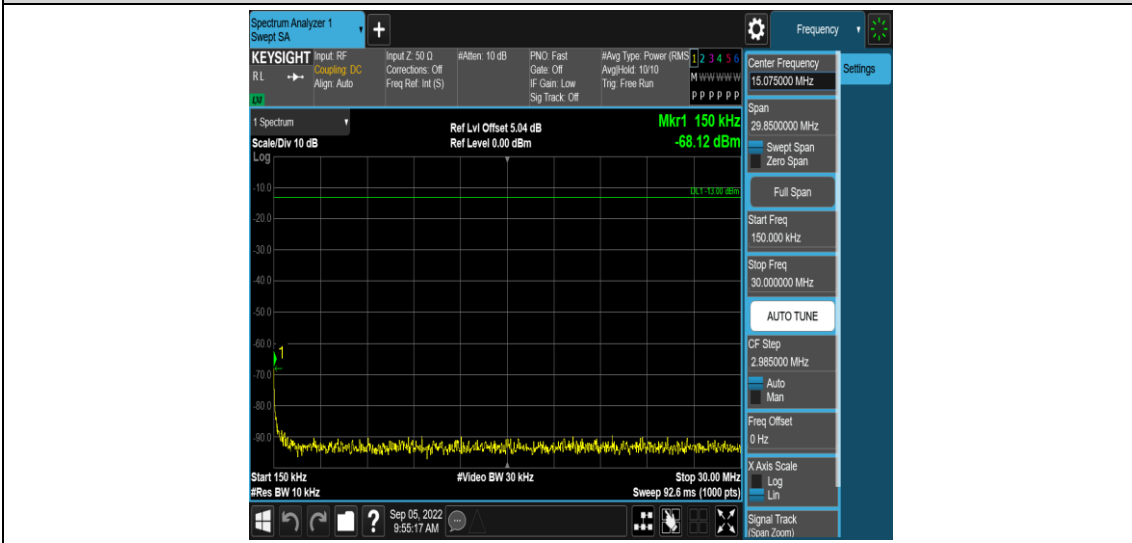 Spectrum Analyzer 1
Swept SA
+
Frequency
KEYSIGHT
RL
LXI
Input: RF
Coupling: DC
Align: Auto
Input Z: 50 Ω
Corrections: Off
Freq Ref: Int (S)
#Atten: 10 dB
PNO: Fast
Gate: Off
IF Gain: Low
Sig Track: Off
#Avg Type: Power (RMS
Avg|Hold: 10/10
Trig: Free Run
1 2 3 4 5 6
M W W W W W
P P P P P P
Center Frequency
15.075000 MHz
Settings
Span
29.8500000 MHz
Swept Span
Zero Span
Full Span
Start Freq
150.000 kHz
Stop Freq
30.000000 MHz
AUTO TUNE
CF Step
2.985000 MHz
Auto
Man
Freq Offset
0 Hz
X Axis Scale
Log
Lin
Signal Track
(Span Zoom)
1 Spectrum
Scale/Div 10 dB
Ref Lvl Offset 5.04 dB
Ref Level 0.00 dBm
Mkr1 150 kHz
-68.12 dBm
Log
DL1 -13.00 dBm
-10.0
-20.0
-30.0
-40.0
-50.0
-60.0
1
-70.0
-80.0
-90.0
Start 150 kHz
#Video BW 30 kHz
Stop 30.00 MHz
#Res BW 10 kHz
Sweep 92.6 ms (1000 pts)
?
Sep 05, 2022
9:55:17 AM